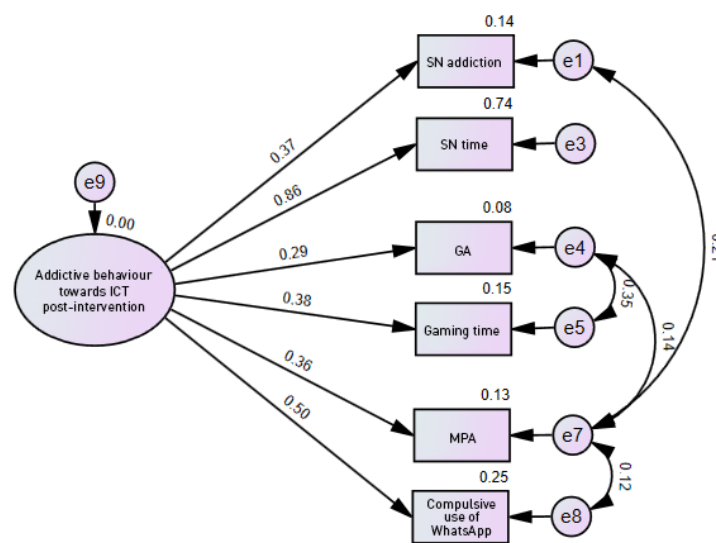 0.14
SN addiction
e1
0.37
0.74
SN time
e3
0.86
e9
0.00
0.08
GA
e4
0.29
Addictive behaviour
towards ICT
post-intervention
0.15
Gaming time
e5
0.38
0.35
0.14
0.13
MPA
e7
0.36
0.12
0.25
Compulsive
use of
WhatsApp
e8
0.50